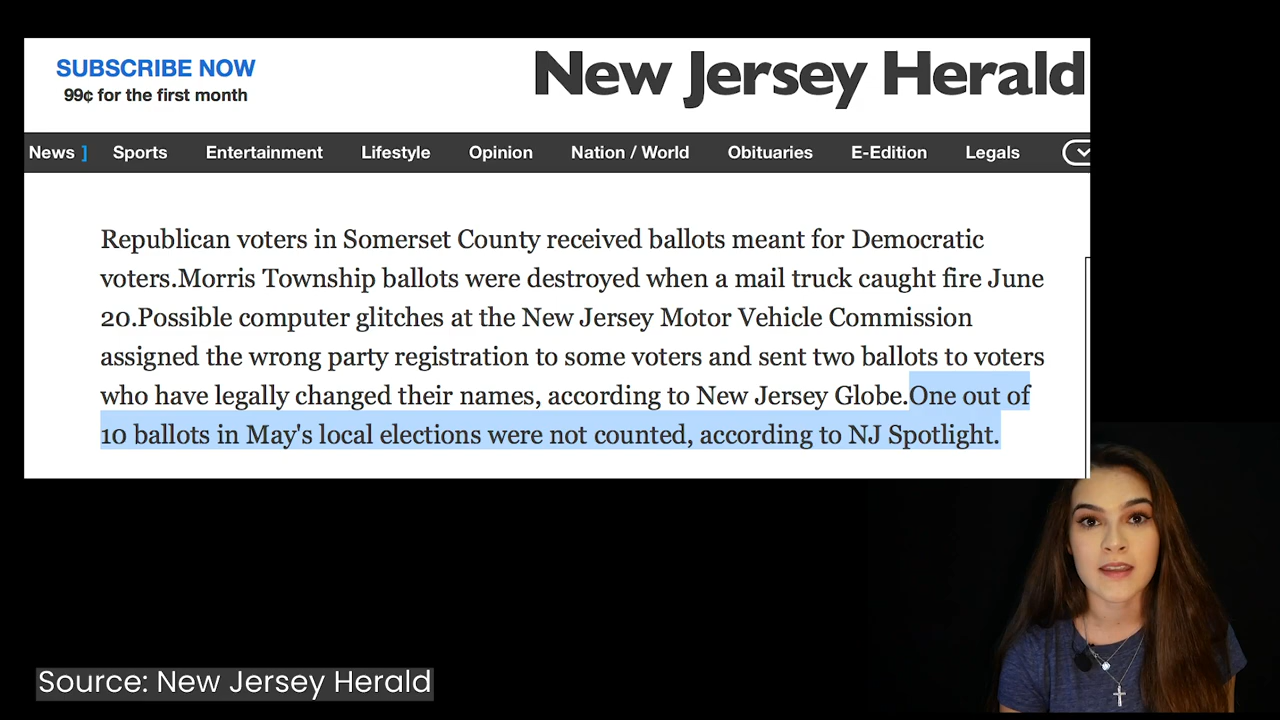 SUBSCRIBE NOW
99¢ for the first month
New Jersey Herald
News ] Sports Entertainment Lifestyle Opinion Nation / World Obituaries E-Edition Legals
Republican voters in Somerset County received ballots meant for Democratic
voters.Morris Township ballots were destroyed when a mail truck caught fire June
20.Possible computer glitches at the New Jersey Motor Vehicle Commission
assigned the wrong party registration to some voters and sent two ballots to voters
who have legally changed their names, according to New Jersey Globe.One out of
10 ballots in May's local elections were not counted, according to NJ Spotlight.
Source: New Jersey Herald